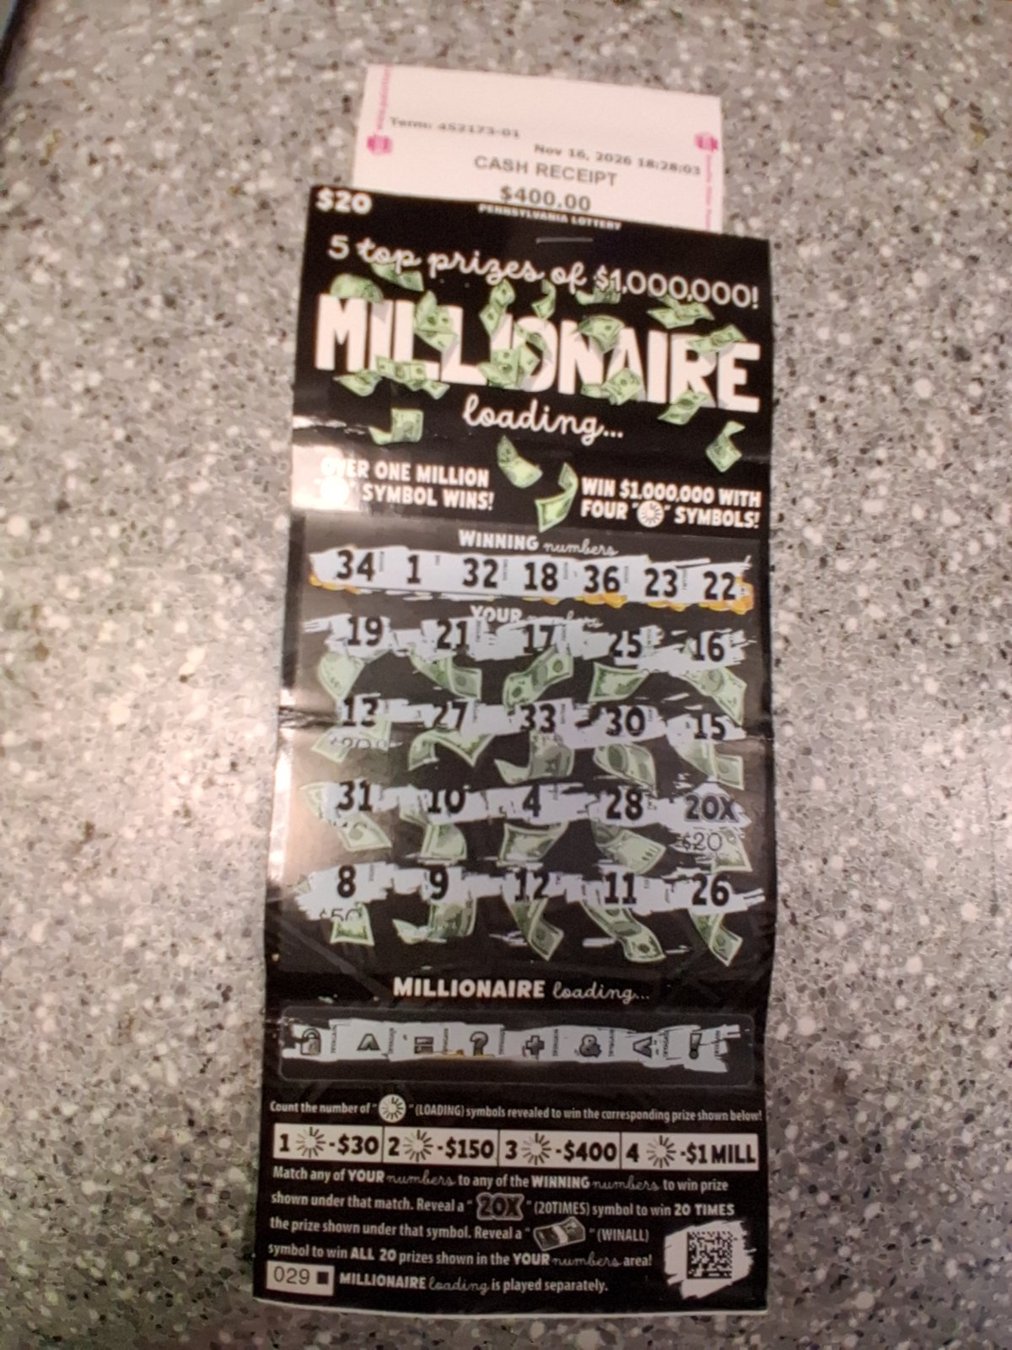 Term: 452173-01
Nov 16, 2026 18:28:03
CASH RECEIPT
$400.00
$20
PENNSYLVANIA LOTTERY
5 top prizes of $1,000,000!
MILLIONAIRE
loading...
OVER ONE MILLION
SYMBOL WINS!
WIN $1,000,000 WITH
FOUR "" SYMBOLS!
WINNING numbers
34 1 32 18 36 23 22
YOUR numbers
19 21 17 25 16
13 27 33 30 15
31 10 4 28 20X
$20
8 9 12 11 26
MILLIONAIRE loading...
^ = ? + & < !
Count the number of "" (LOADING) symbols revealed to win the corresponding prize shown below!
1 -$30 2 -$150 3 -$400 4 -$1 MILL
Match any of YOUR numbers to any of the WINNING numbers to win prize
shown under that match. Reveal a "20X" (20TIMES) symbol to win 20 TIMES
the prize shown under that symbol. Reveal a "" (WINALL)
symbol to win ALL 20 prizes shown in the YOUR numbers area!
029 MILLIONAIRE loading is played separately.